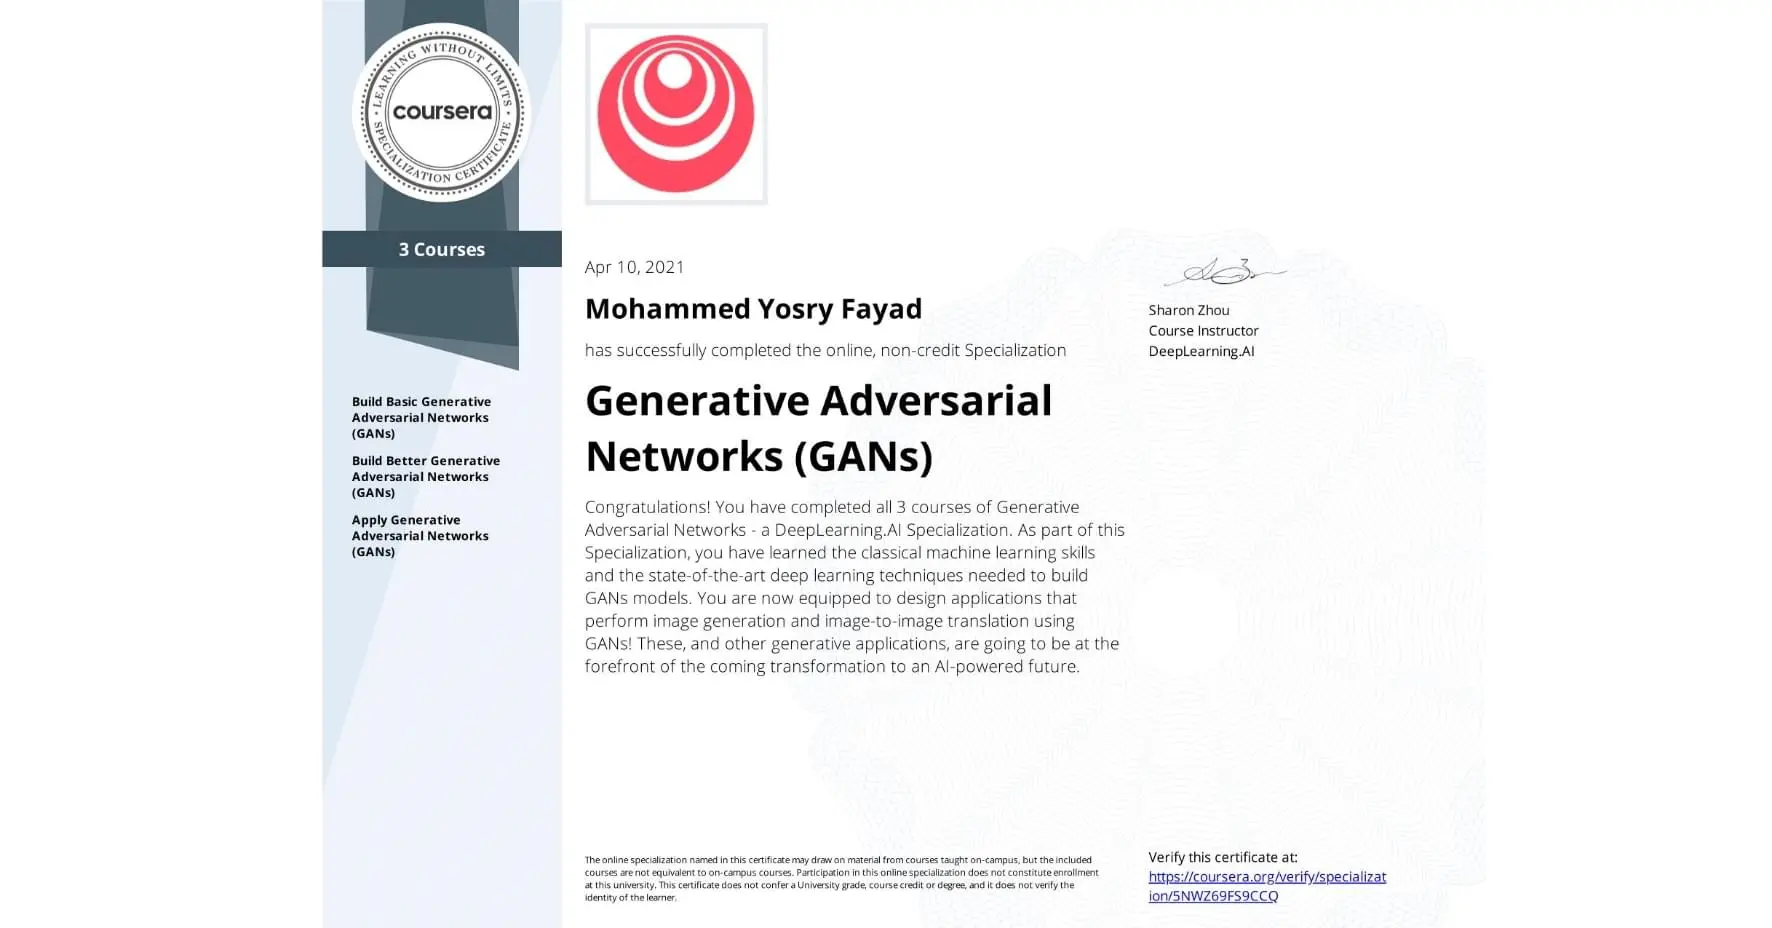 LEARNING WITHOUT LIMITS
coursera
SPECIALIZATION CERTIFICATE
3 Courses
Build Basic Generative
Adversarial Networks
(GANs)
Build Better Generative
Adversarial Networks
(GANs)
Apply Generative
Adversarial Networks
(GANs)
Apr 10, 2021
Mohammed Yosry Fayad
has successfully completed the online, non-credit Specialization
Generative Adversarial
Networks (GANs)
Congratulations! You have completed all 3 courses of Generative
Adversarial Networks - a DeepLearning.AI Specialization. As part of this
Specialization, you have learned the classical machine learning skills
and the state-of-the-art deep learning techniques needed to build
GANs models. You are now equipped to design applications that
perform image generation and image-to-image translation using
GANs! These, and other generative applications, are going to be at the
forefront of the coming transformation to an AI-powered future.
Sharon Zhou
Course Instructor
DeepLearning.AI
The online specialization named in this certificate may draw on material from courses taught on-campus, but the included
courses are not equivalent to on-campus courses. Participation in this online specialization does not constitute enrollment
at this university. This certificate does not confer a University grade, course credit or degree, and it does not verify the
identity of the learner.
Verify this certificate at:
https://coursera.org/verify/specializat
ion/5NWZ69FS9CCQ